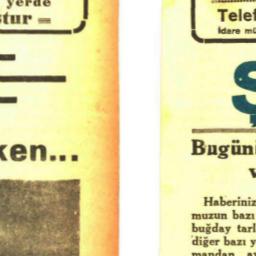 yerde
tur =
ken...
Telef
İdare mü
Ş
Bugüni
v
Haberiniz
muzun bazı
buğday tarl
diğer bazı y
mandan